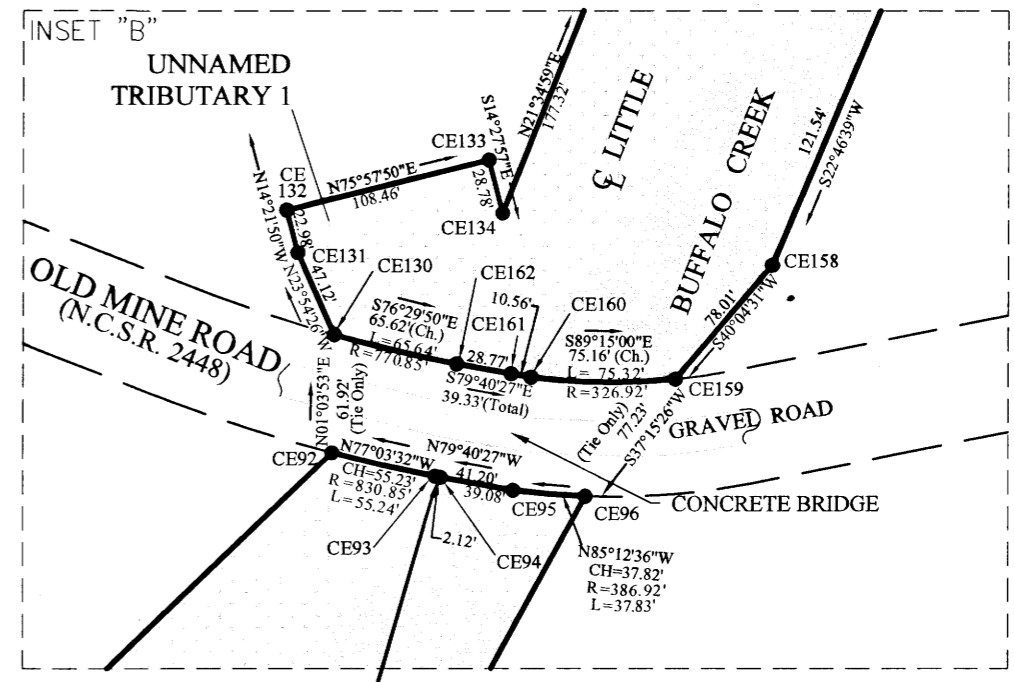 INSET "B"
UNNAMED
TRIBUTARY 1
CE133
S14°27'57"E
28.78'
CE134
N21°34'59"E
177.32'
℄ LITTLE
BUFFALO CREEK
121.54'
S22°46'39"W
CE
132
N75°57'50"E
108.46'
N14°21'50"W
22.98'
CE131
N23°54'26"W
47.12'
CE130
CE162
CE158
OLD MINE ROAD
(N.C.S.R. 2448)
S76°29'50"E
65.62'(Ch.)
L=65.64'
R=770.85'
10.56'
CE161
CE160
28.77'
S79°40'27"E
39.33'(Total)
S89°15'00"E
75.16' (Ch.)
L= 75.32'
R=326.92'
78.01'
S40°04'31"W
CE159
N01°03'53"E
61.92'
(Tie Only)
(Tie Only)
77.23'
S37°15'26"W
GRAVEL ROAD
CE92
N77°03'32"W
CH=55.23'
R=830.85'
L=55.24'
N79°40'27"W
41.20'
39.08'
CE95
CE96
CONCRETE BRIDGE
CE93
2.12'
CE94
N85°12'36"W
CH=37.82'
R=386.92'
L=37.83'